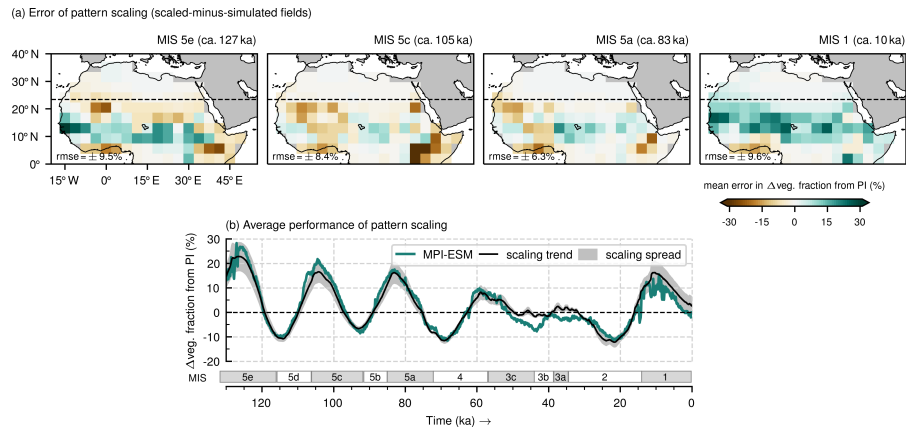 (a) Error of pattern scaling (scaled-minus-simulated fields)
MIS 5e (ca. 127 ka)
MIS 5c (ca. 105 ka)
MIS 5a (ca. 83 ka)
MIS 1 (ca. 10 ka)
40° N
30° N
20° N
10° N
0°
rmse = ± 9.5%
rmse = ± 8.4%
rmse = ± 6.3%
rmse = ± 9.6%
15° W 0° 15° E 30° E 45° E
mean error in Δveg. fraction from PI (%)
-30 -15 0 15 30
(b) Average performance of pattern scaling
Δveg. fraction from PI (%)
30
20
10
0
-10
-20
MPI-ESM scaling trend scaling spread
MIS 5e 5d 5c 5b 5a 4 3c 3b 3a 2 1
120 100 80 60 40 20 0
Time (ka) →